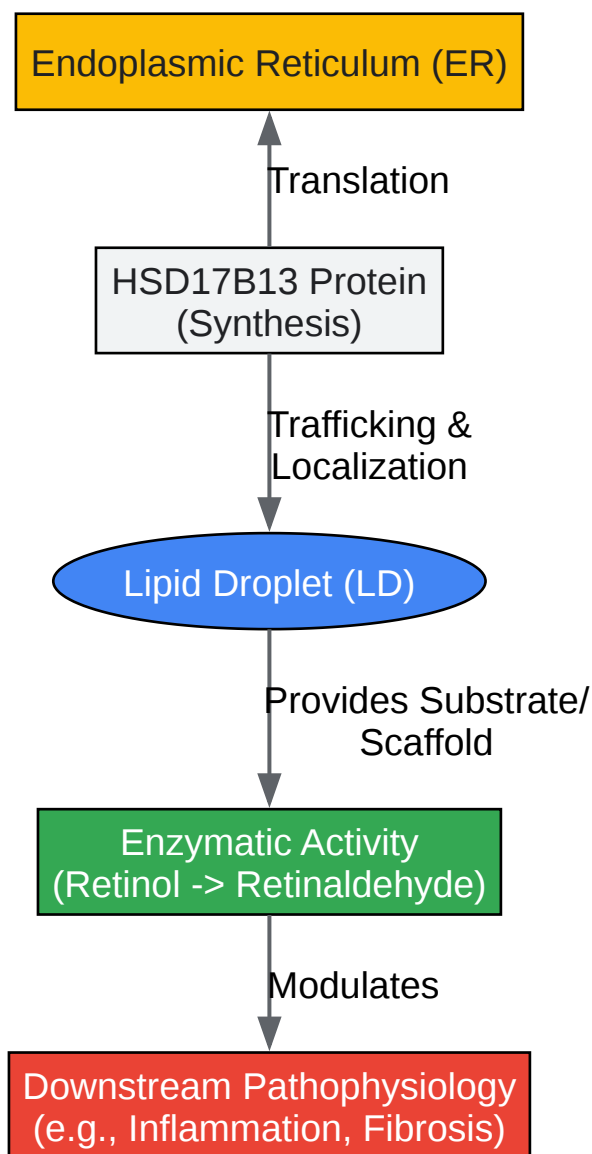 Endoplasmic Reticulum (ER)
Translation
HSD17B13 Protein
(Synthesis)
Trafficking &
Localization
Lipid Droplet (LD)
Provides Substrate/
Scaffold
Enzymatic Activity
(Retinol -> Retinaldehyde)
Modulates
Downstream Pathophysiology
(e.g., Inflammation, Fibrosis)